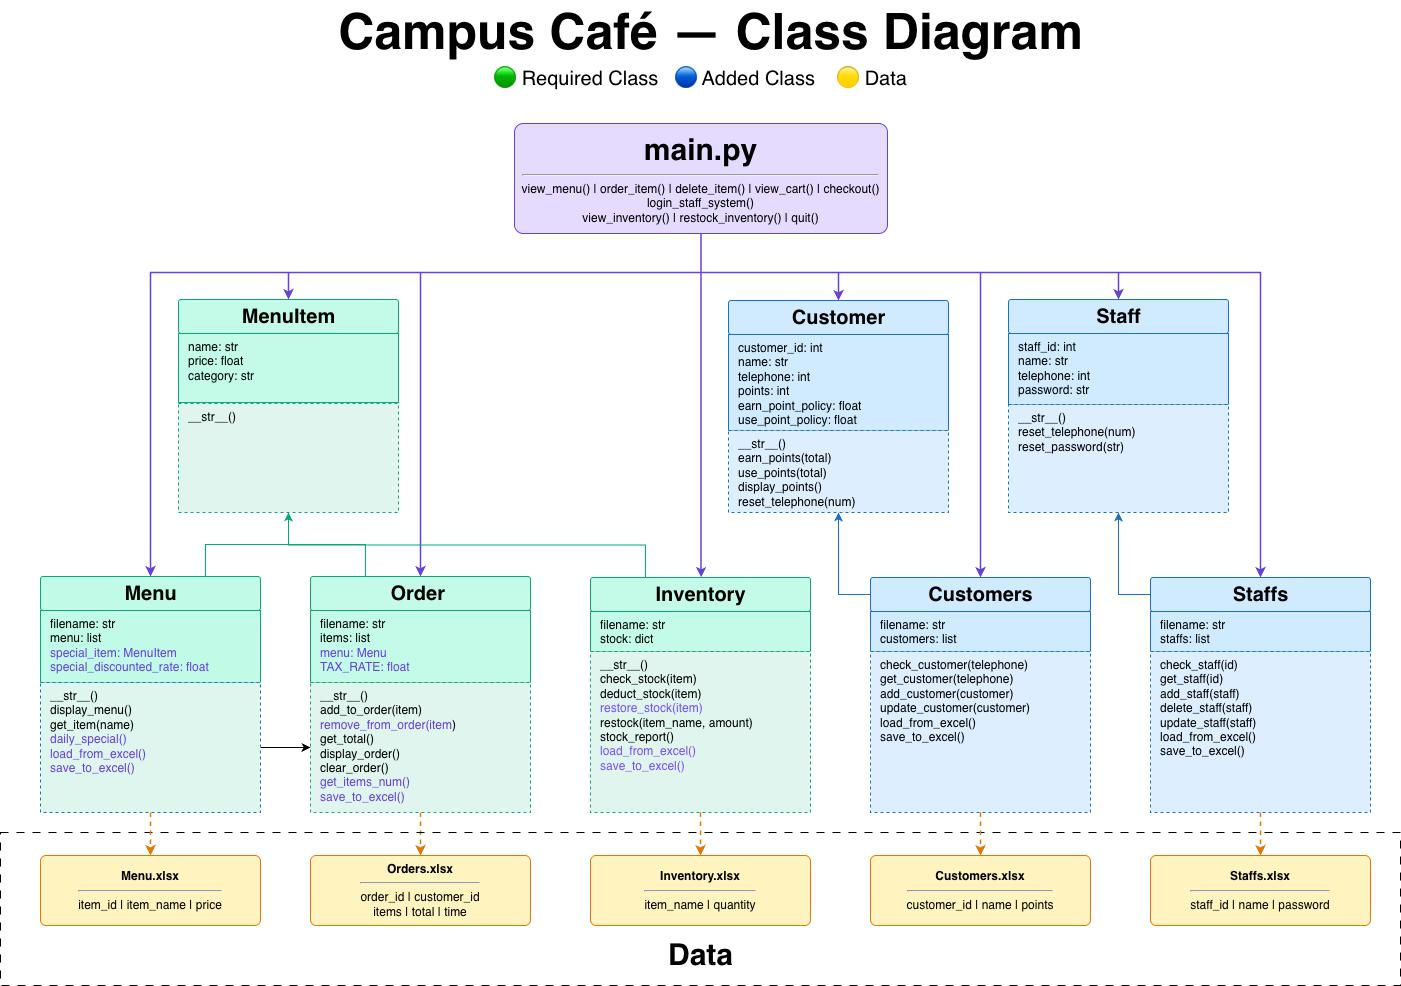 Campus Café — Class Diagram
Required Class
Added Class
Data
main.py
view_menu() | order_item() | delete_item() | view_cart() | checkout()
login_staff_system()
view_inventory() | restock_inventory() | quit()
MenuItem
name: str
price: float
category: str
__str__()
Customer
customer_id: int
name: str
telephone: int
points: int
earn_point_policy: float
use_point_policy: float
__str__()
earn_points(total)
use_points(total)
display_points()
reset_telephone(num)
Staff
staff_id: int
name: str
telephone: int
password: str
__str__()
reset_telephone(num)
reset_password(str)
Menu
filename: str
menu: list
special_item: MenuItem
special_discounted_rate: float
__str__()
display_menu()
get_item(name)
daily_special()
load_from_excel()
save_to_excel()
Order
filename: str
items: list
menu: Menu
TAX_RATE: float
__str__()
add_to_order(item)
remove_from_order(item)
get_total()
display_order()
clear_order()
get_items_num()
save_to_excel()
Inventory
filename: str
stock: dict
__str__()
check_stock(item)
deduct_stock(item)
restore_stock(item)
restock(item_name, amount)
stock_report()
load_from_excel()
save_to_excel()
Customers
filename: str
customers: list
check_customer(telephone)
get_customer(telephone)
add_customer(customer)
update_customer(customer)
load_from_excel()
save_to_excel()
Staffs
filename: str
staffs: list
check_staff(id)
get_staff(id)
add_staff(staff)
delete_staff(staff)
update_staff(staff)
load_from_excel()
save_to_excel()
Menu.xlsx
item_id | item_name | price
Orders.xlsx
order_id | customer_id
items | total | time
Inventory.xlsx
item_name | quantity
Customers.xlsx
customer_id | name | points
Staffs.xlsx
staff_id | name | password
Data